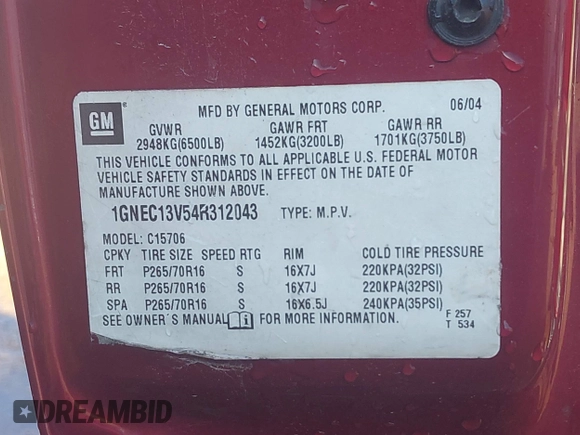 GM
MFD BY GENERAL MOTORS CORP. 06/04
GVWR GAWR FRT GAWR RR
2948KG(6500LB) 1452KG(3200LB) 1701KG(3750LB)
THIS VEHICLE CONFORMS TO ALL APPLICABLE U.S. FEDERAL MOTOR
VEHICLE SAFETY STANDARDS IN EFFECT ON THE DATE OF
MANUFACTURE SHOWN ABOVE.
1GNEC13V54R312043 TYPE: M.P.V.
MODEL: C15706
CPKY TIRE SIZE SPEED RTG RIM COLD TIRE PRESSURE
FRT P265/70R16 S 16X7J 220KPA(32PSI)
RR P265/70R16 S 16X7J 220KPA(32PSI)
SPA P265/70R16 S 16X6.5J 240KPA(35PSI)
SEE OWNER'S MANUAL i FOR MORE INFORMATION.
F 257
T 534
DREAMBID